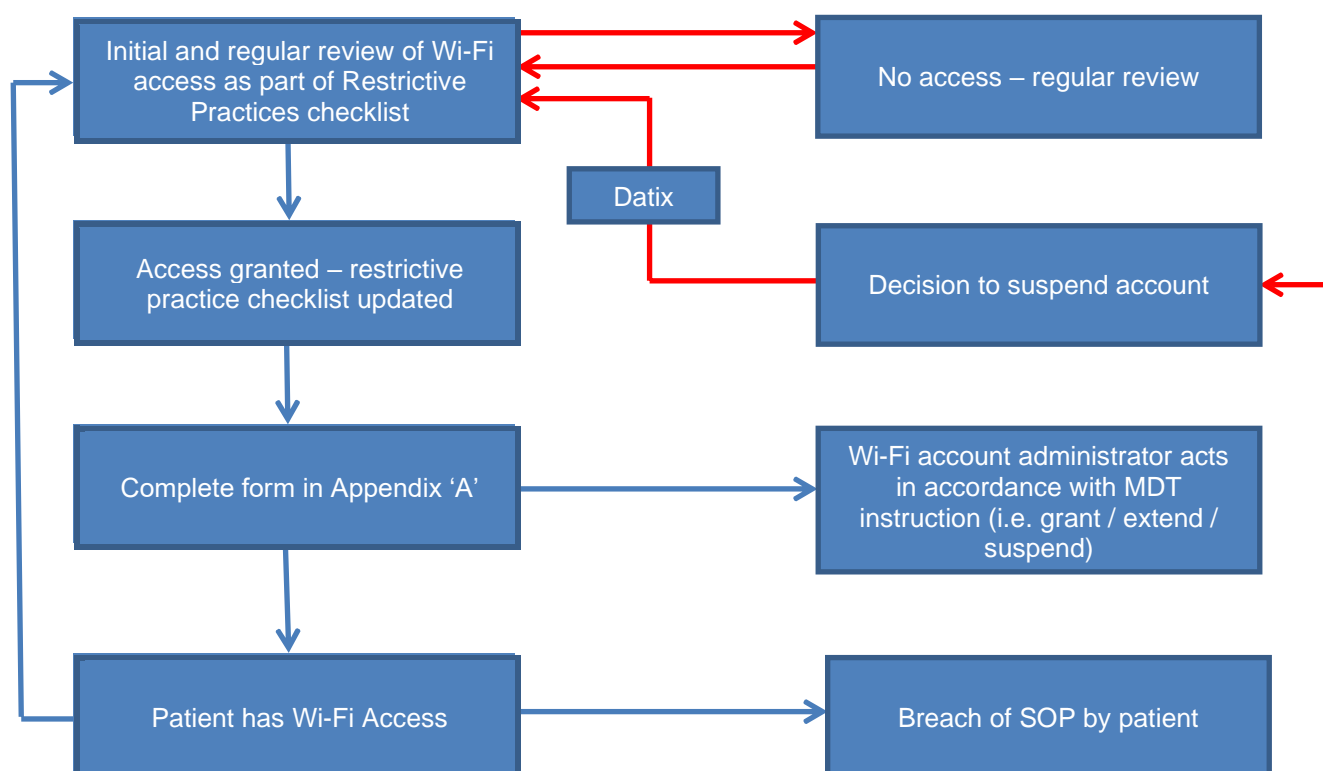 Initial and regular review of Wi-Fi
access as part of Restrictive
Practices checklist
No access – regular review
Datix
Access granted – restrictive
practice checklist updated
Decision to suspend account
Complete form in Appendix ‘A’
Wi-Fi account administrator acts
in accordance with MDT
instruction (i.e. grant / extend /
suspend)
Patient has Wi-Fi Access
Breach of SOP by patient